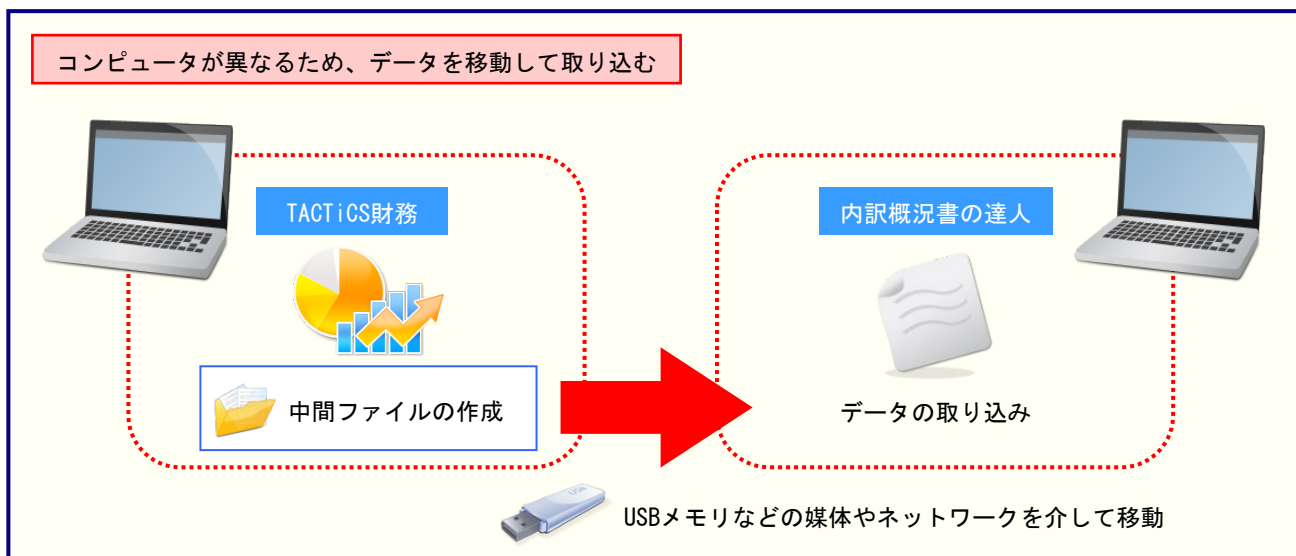 コンピュータが異なるため、データを移動して取り込む
TACTiCS財務
内訳概況書の達人
中間ファイルの作成
データの取り込み
USB
USBメモリなどの媒体やネットワークを介して移動